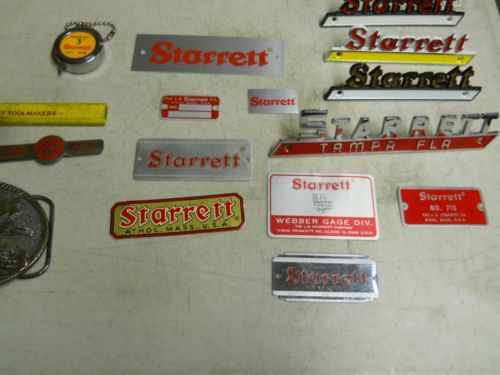 3"
Starrett
Starrett®
Starrett
Starrett
Starrett
Starrett
Starrett
STARRETT
TAMPA FLA
TOOLMAKERS
Starrett®
Starrett
ATHOL, MASS., U.S.A.
Starrett®
WEBBER GAGE DIV.
THE L.S. STARRETT COMPANY
Starrett®
NO. 716
THE L.S. STARRETT CO.
ATHOL, MASS., U.S.A.
Starrett®